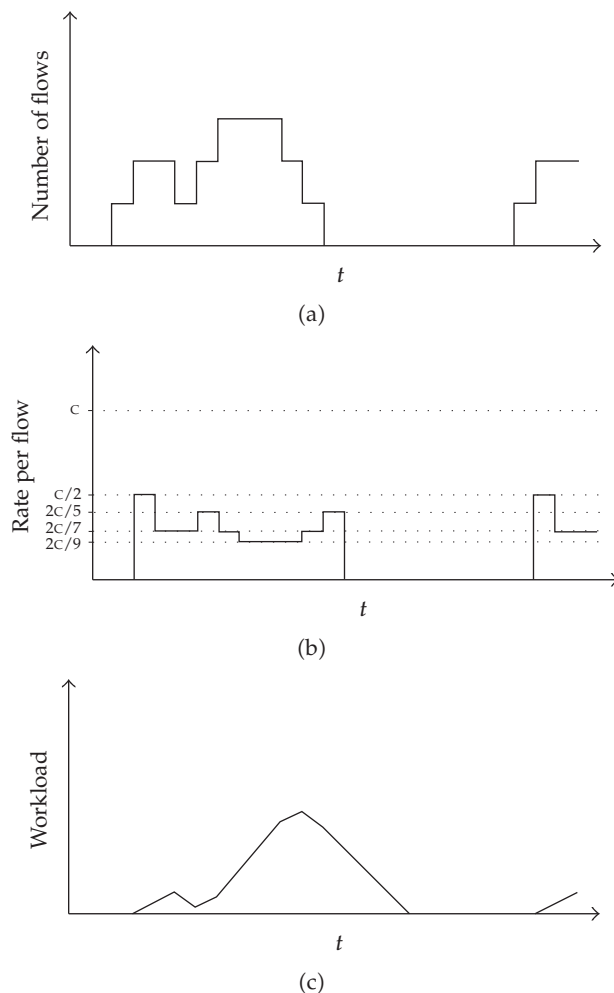 Number of flows
t
(a)
Rate per flow
C
C/2
2C/5
2C/7
2C/9
t
(b)
Workload
t
(c)